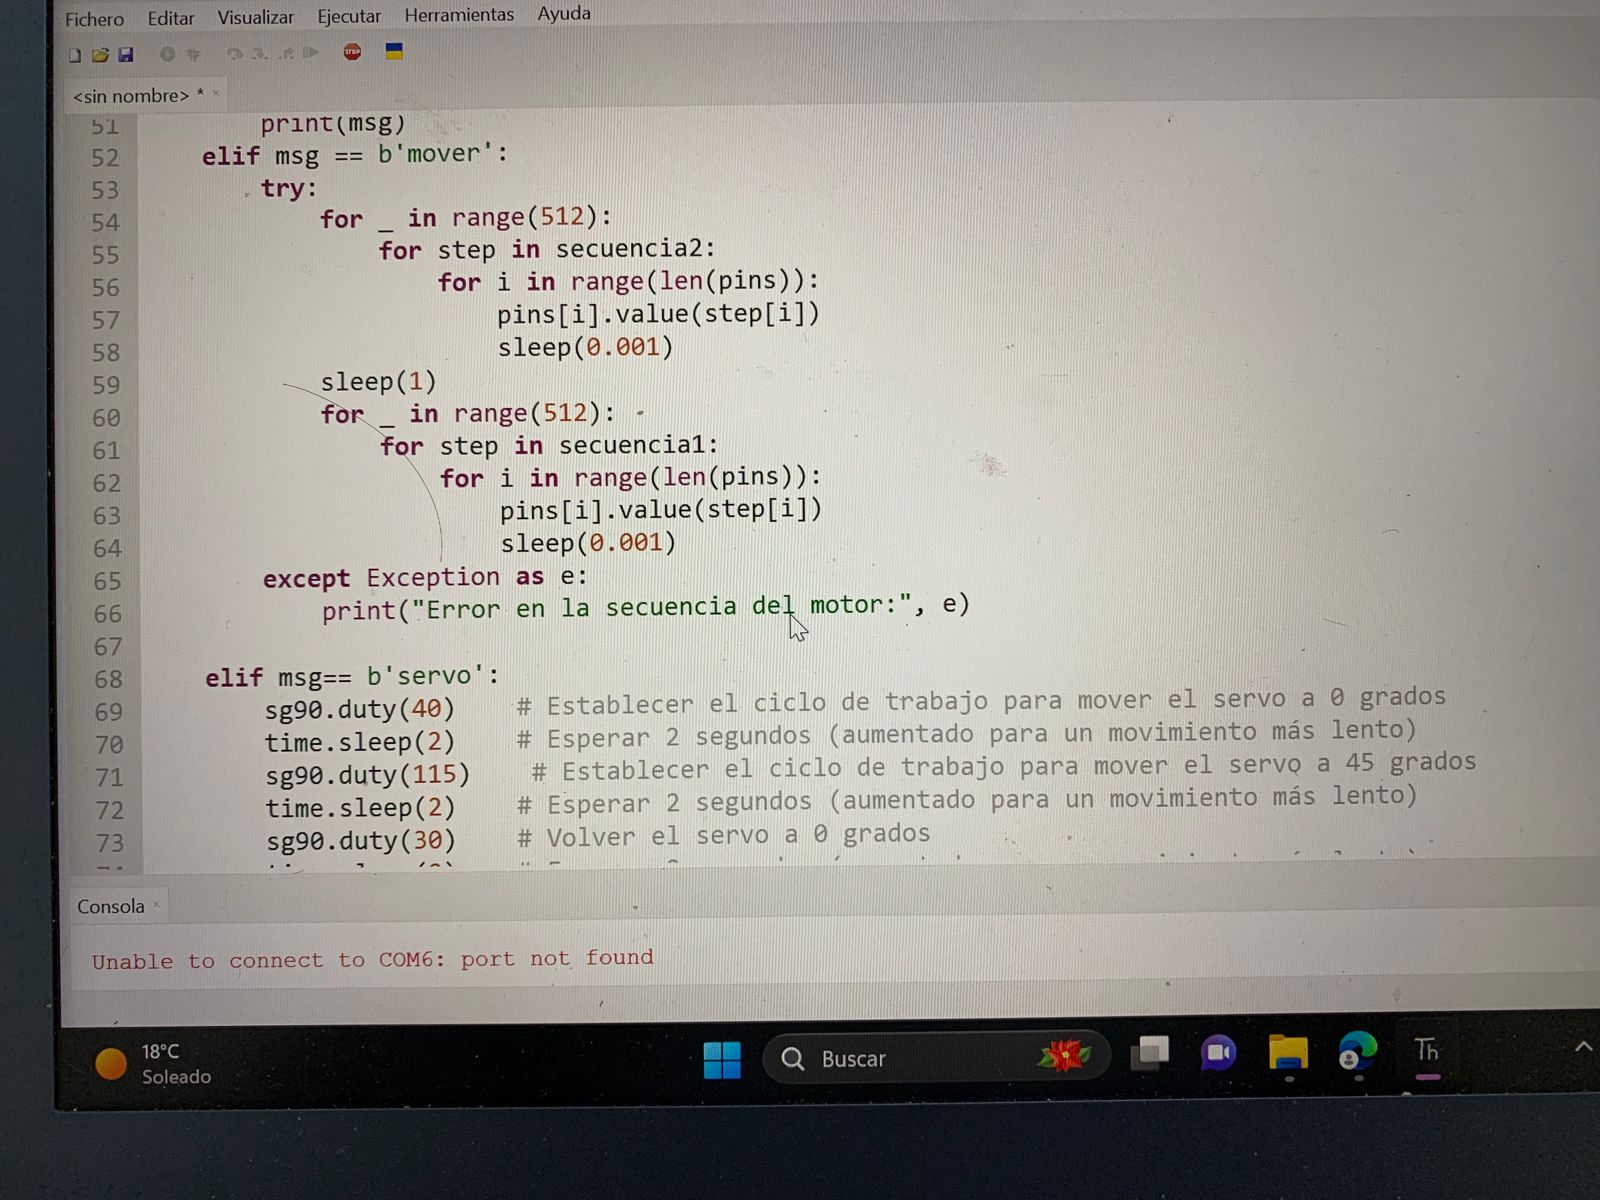 Fichero Editar Visualizar Ejecutar Herramientas Ayuda
STOP
<sin nombre> * ×
51 print(msg)
52 elif msg == b'mover':
53 try:
54 for _ in range(512):
55 for step in secuencia2:
56 for i in range(len(pins)):
57 pins[i].value(step[i])
58 sleep(0.001)
59 sleep(1)
60 for _ in range(512):
61 for step in secuencia1:
62 for i in range(len(pins)):
63 pins[i].value(step[i])
64 sleep(0.001)
65 except Exception as e:
66 print("Error en la secuencia del motor:", e)
67
68 elif msg== b'servo':
69 sg90.duty(40) # Establecer el ciclo de trabajo para mover el servo a 0 grados
70 time.sleep(2) # Esperar 2 segundos (aumentado para un movimiento más lento)
71 sg90.duty(115) # Establecer el ciclo de trabajo para mover el servo a 45 grados
72 time.sleep(2) # Esperar 2 segundos (aumentado para un movimiento más lento)
73 sg90.duty(30) # Volver el servo a 0 grados
Consola ×
Unable to connect to COM6: port not found
18°C
Soleado
Buscar
Th